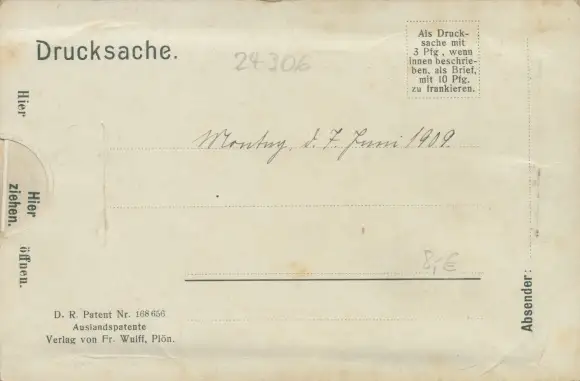 Drucksache.
24306
Als Druck-
sache mit
3 Pfg, wenn
innen beschrie-
ben, als Brief,
mit 10 Pfg.
zu frankieren.
Hier
öffnen.
Hier
ziehen.
Montag, d. 7. Juni 1909.
8,-€
Absender:
D. R. Patent Nr. 168656
Auslandspatente
Verlag von Fr. Wulff, Plön.